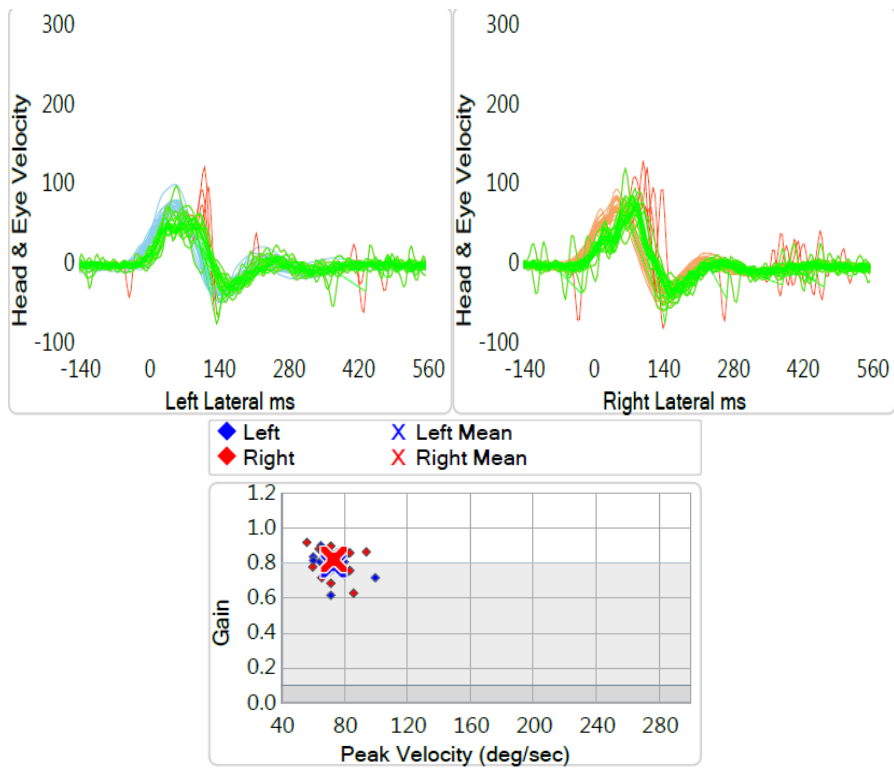 Head & Eye Velocity
300
200
100
0
-100
-140 0 140 280 420 560
Left Lateral ms
Head & Eye Velocity
300
200
100
0
-100
-140 0 140 280 420 560
Right Lateral ms
Left X Left Mean
Right X Right Mean
Gain
1.2
1.0
0.8
0.6
0.4
0.2
0.0
40 80 120 160 200 240 280
Peak Velocity (deg/sec)